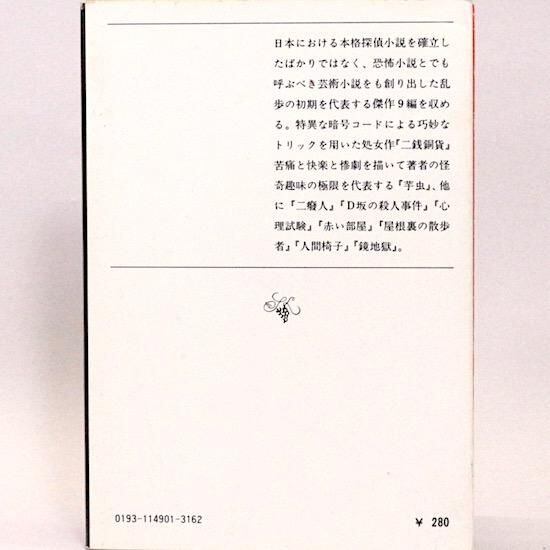 日本における本格探偵小説を確立し
たばかりではなく、恐怖小説とでも
呼ぶべき芸術小説をも創り出した乱
歩の初期を代表する傑作９編を収め
る。特異な暗号コードによる巧妙な
トリックを用いた処女作『二銭銅貨』
苦痛と快楽と惨劇を描いて著者の怪
奇趣味の極限を代表する『芋虫』、他
に『二癈人』『D坂の殺人事件』『心
理試験』『赤い部屋』『屋根裏の散歩
者』『人間椅子』『鏡地獄』。
0193-114901-3162
¥ 280